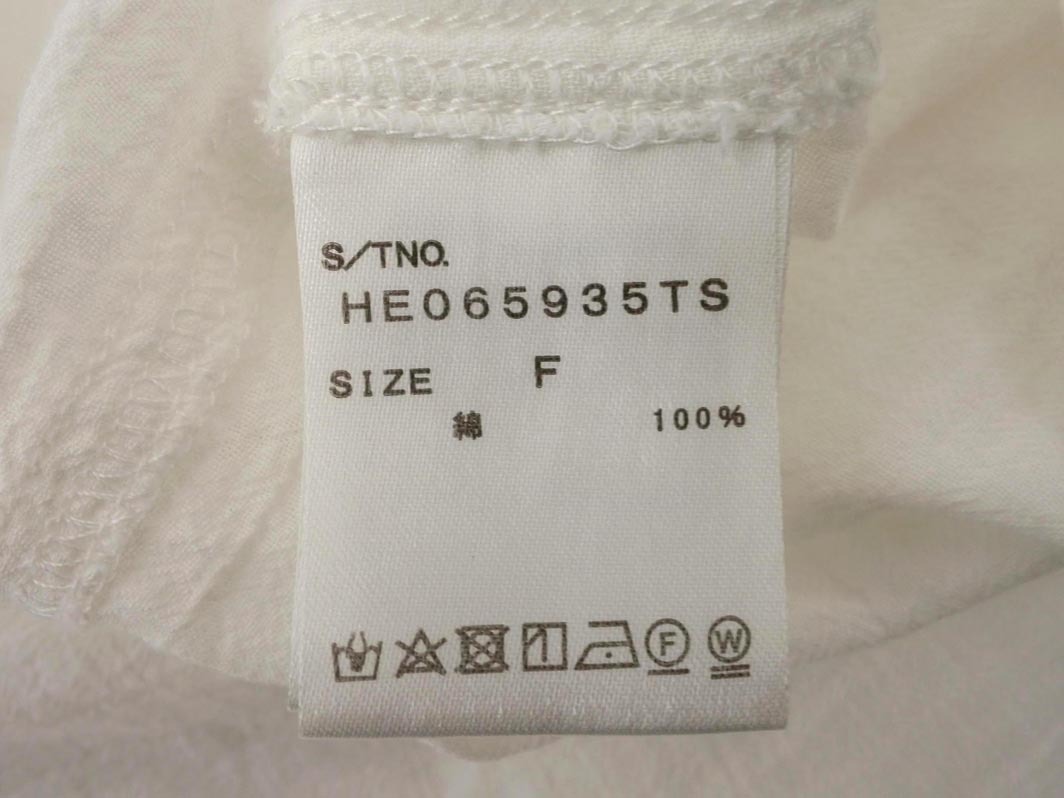 S/TNO.
HE065935TS
SIZE F
綿 100%
F W